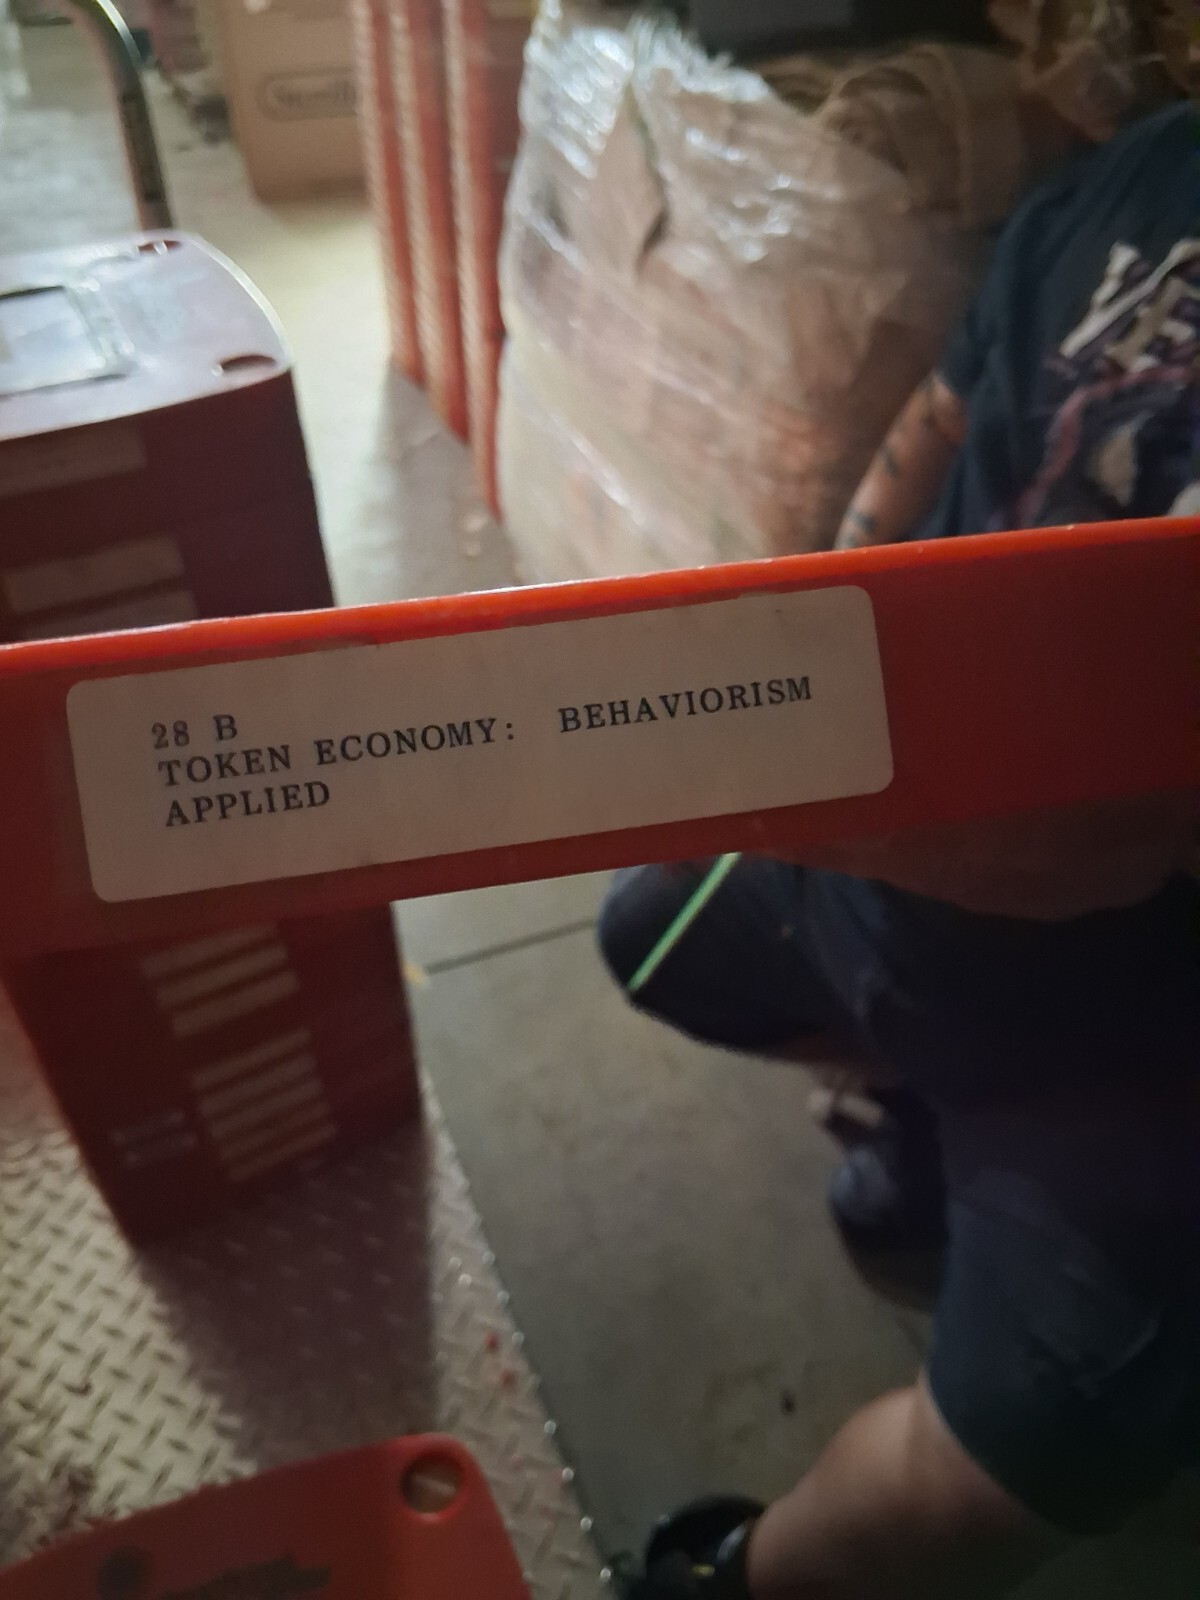 28 B
TOKEN ECONOMY: BEHAVIORISM
APPLIED